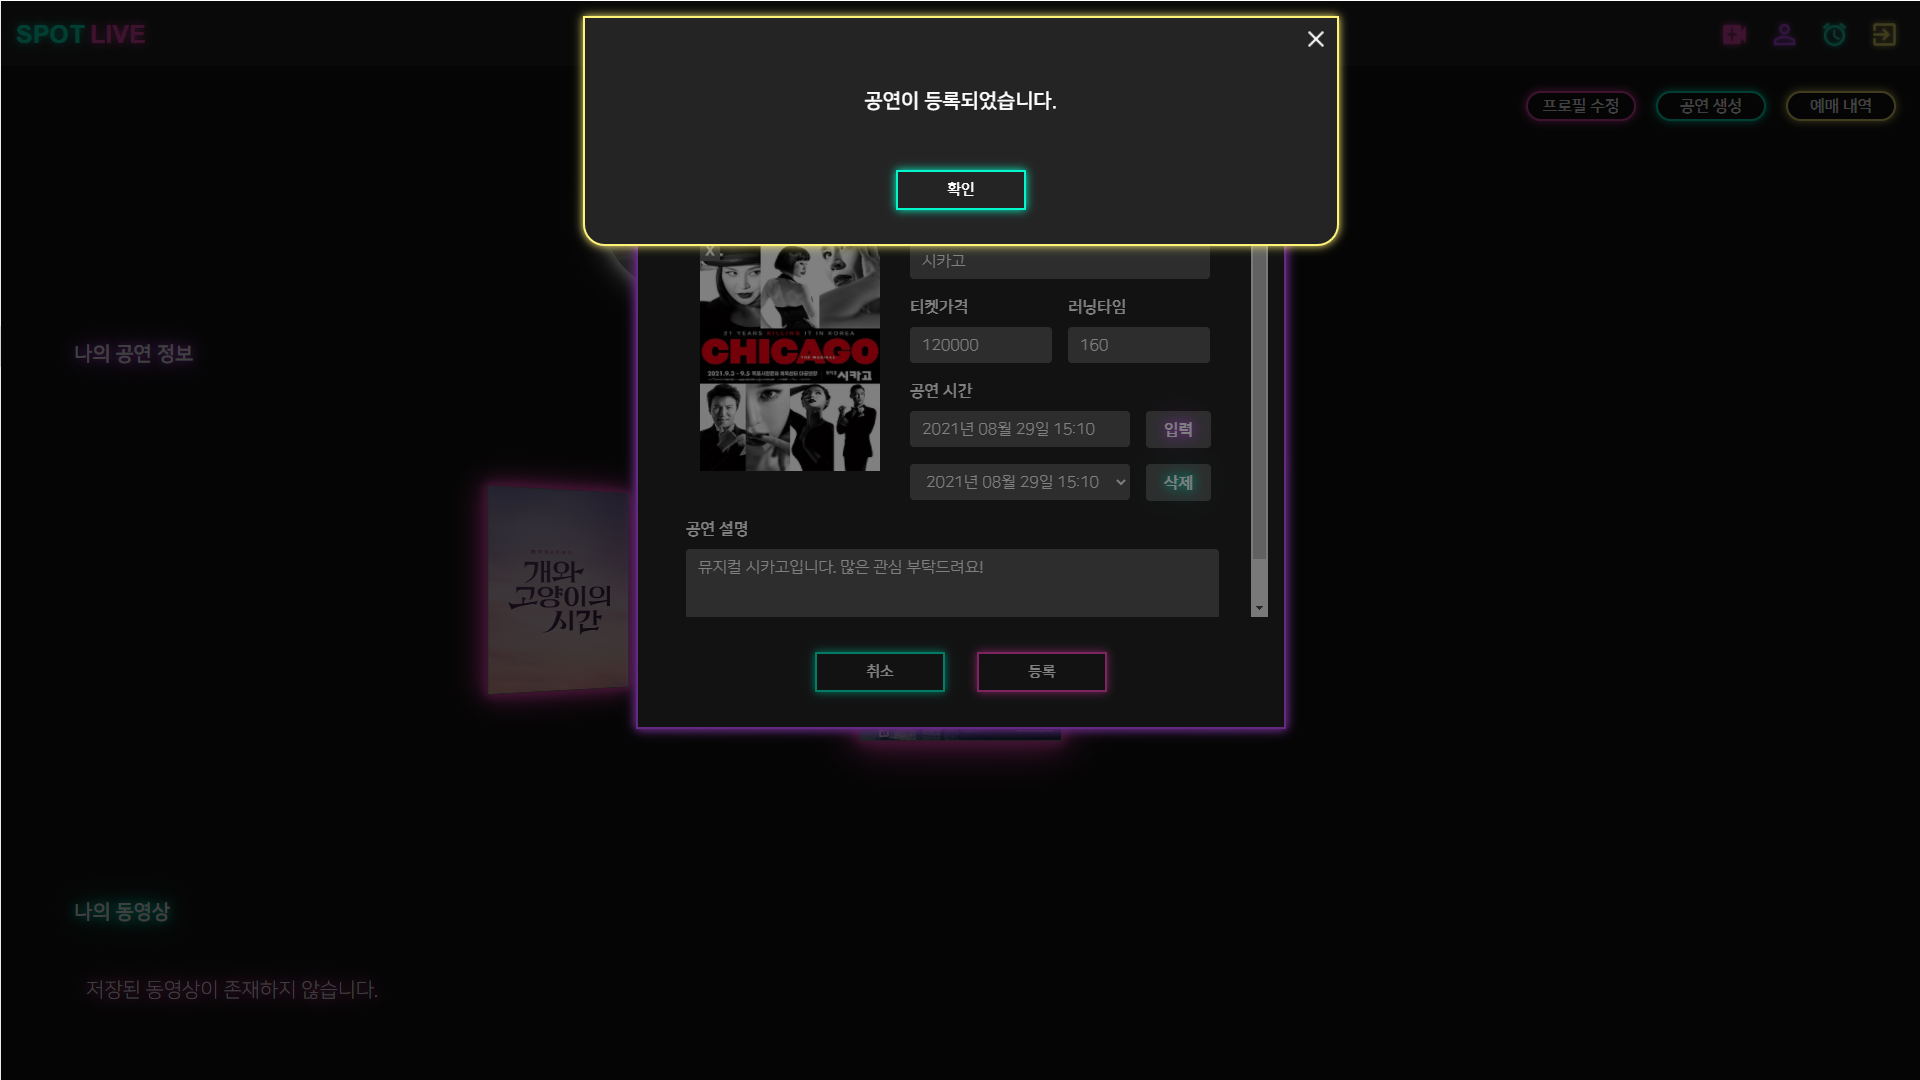 SPOT LIVE
공연이 등록되었습니다.
확인
프로필 수정
공연 생성
예매 내역
시카고
티켓가격
러닝타임
120000
160
공연 시간
2021년 08월 29일 15:10
입력
2021년 08월 29일 15:10
삭제
21 YEARS KILLING IT IN KOREA
CHICAGO
THE MUSICAL
2021.9.3 - 9.5
시카고
공연 설명
뮤지컬 시카고입니다. 많은 관심 부탁드려요!
취소
등록
나의 공연 정보
개와
고양이의
시간
나의 동영상
저장된 동영상이 존재하지 않습니다.